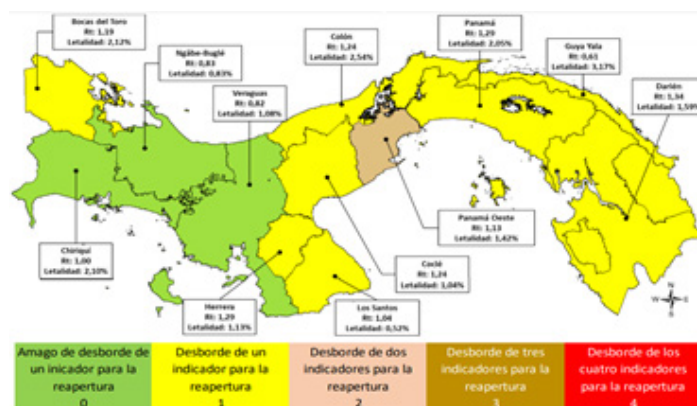 Bocas del Toro
Rt: 1,19
Letalidad: 2,12%
Ngäbe-Buglé
Rt: 0,83
Letalidad: 0,83%
Veraguas
Rt: 0,82
Letalidad: 1,08%
Colón
Rt: 1,24
Letalidad: 2,54%
Panamá
Rt: 1,29
Letalidad: 2,05%
Guya Yala
Rt: 0,61
Letalidad: 3,17%
Darién
Rt: 1,34
Letalidad: 1,59%
Chiriquí
Rt: 1,00
Letalidad: 2,10%
Herrera
Rt: 1,29
Letalidad: 1,13%
Los Santos
Rt: 1,04
Letalidad: 0,52%
Coclé
Rt: 1,24
Letalidad: 1,04%
Panamá Oeste
Rt: 1,13
Letalidad: 1,42%
N
W E
S
Amago de desborde de
un inicador para la
reapertura
0
Desborde de un
indicador para la
reapertura
1
Desborde de dos
indicadores para la
reapertura
2
Desborde de tres
indicadores para la
reapertura
3
Desborde de los
cuatro indicadores
para la reapertura
4